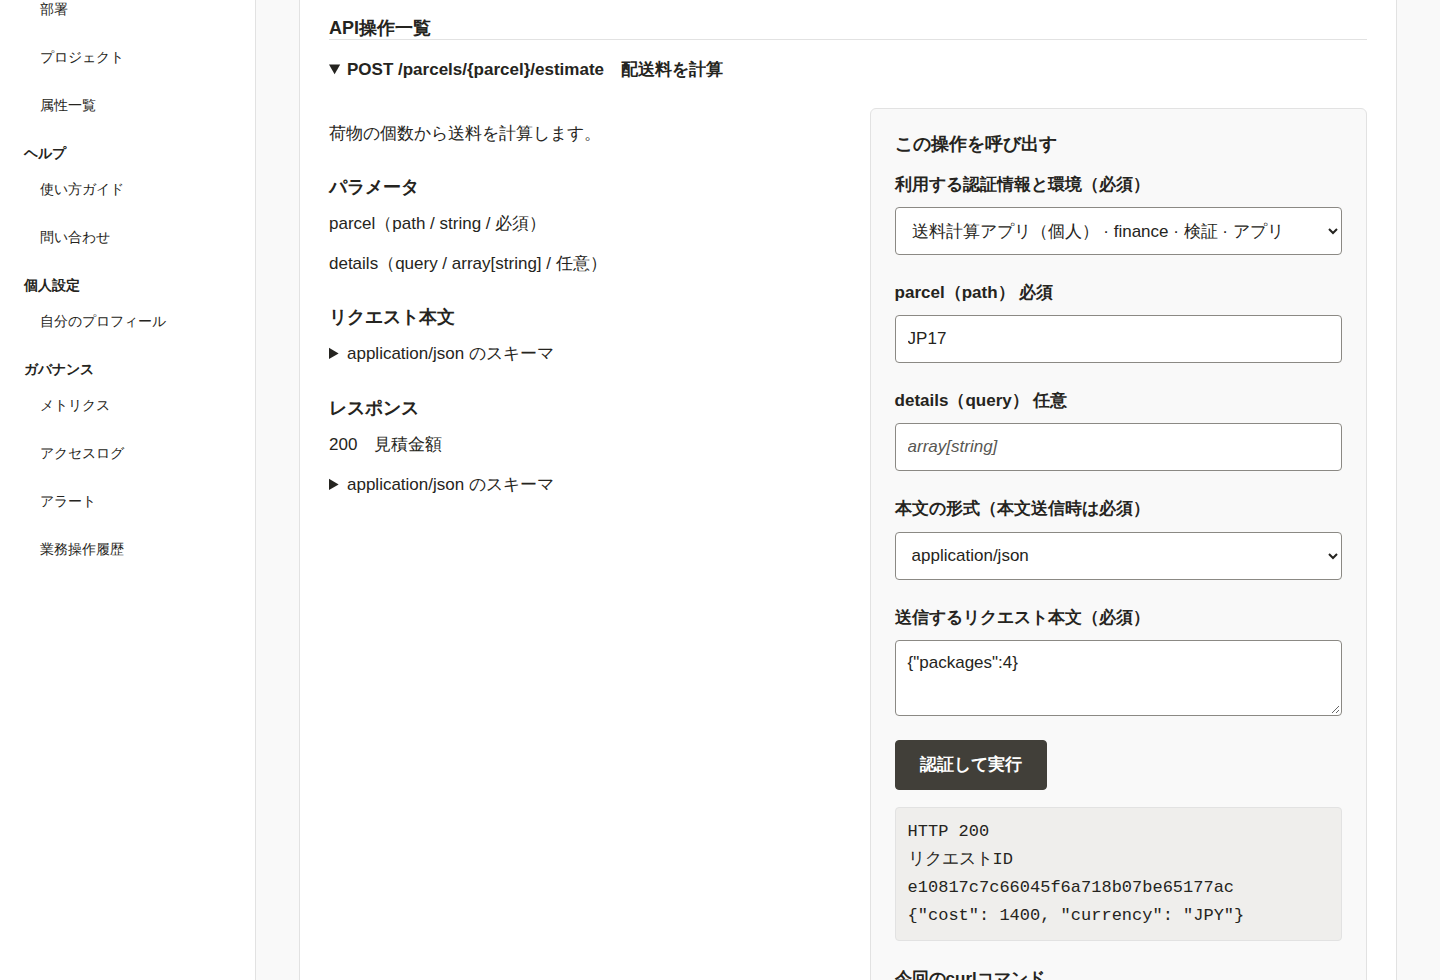 部署
プロジェクト
属性一覧
ヘルプ
使い方ガイド
問い合わせ
個人設定
自分のプロフィール
ガバナンス
メトリクス
アクセスログ
アラート
業務操作履歴
API操作一覧
▼ POST /parcels/{parcel}/estimate　配送料を計算
荷物の個数から送料を計算します。
パラメータ
parcel（path / string / 必須）
details（query / array[string] / 任意）
リクエスト本文
▶ application/json のスキーマ
レスポンス
200　見積金額
▶ application/json のスキーマ
この操作を呼び出す
利用する認証情報と環境（必須）
送料計算アプリ（個人） · finance · 検証 · アプリ
parcel（path） 必須
JP17
details（query） 任意
array[string]
本文の形式（本文送信時は必須）
application/json
送信するリクエスト本文（必須）
{"packages":4}
認証して実行
HTTP 200
リクエストID
e10817c7c66045f6a718b07be65177ac
{"cost": 1400, "currency": "JPY"}
今回のcurlコマンド